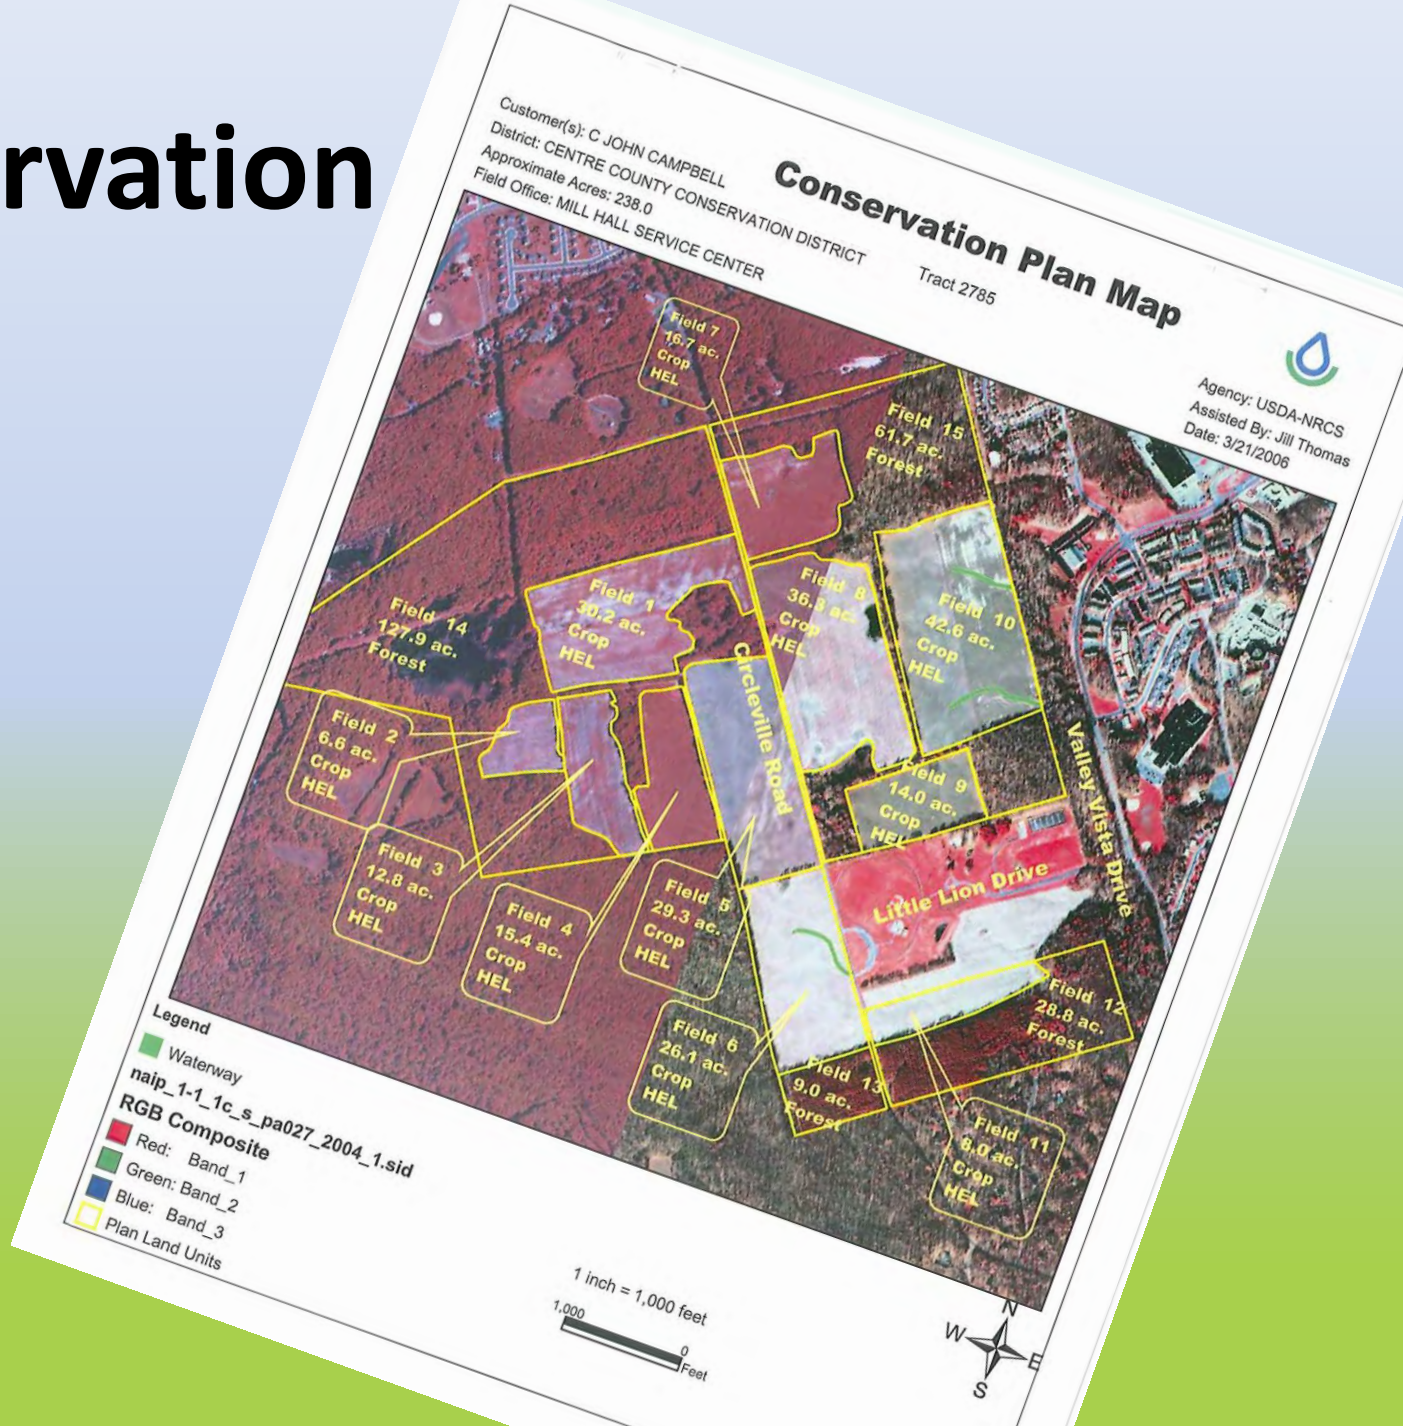 rvation
Customer(s): C JOHN CAMPBELL
District: CENTRE COUNTY CONSERVATION DISTRICT
Approximate Acres: 238.0
Field Office: MILL HALL SERVICE CENTER
Conservation Plan Map
Tract 2785
Agency: USDA-NRCS
Assisted By: Jill Thomas
Date: 3/21/2006
Field 7
16.7 ac.
Crop
HEL
Field 15
61.7 ac.
Forest
Field 14
127.9 ac.
Forest
Field 1
30.2 ac.
Crop
HEL
Field 8
36.3 ac.
Crop
HEL
Field 10
42.6 ac.
Crop
HEL
Field 2
6.6 ac.
Crop
HEL
Circleville Road
Valley Vista Drive
Field 9
14.0 ac.
Crop
HEL
Field 3
12.8 ac.
Crop
HEL
Field 4
15.4 ac.
Crop
HEL
Field 5
29.3 ac.
Crop
HEL
Little Lion Drive
Field 6
26.1 ac.
Crop
HEL
Field 12
28.8 ac.
Forest
Field 13
9.0 ac.
Forest
Field 11
8.0 ac.
Crop
HEL
Legend
Waterway
naip_1-1_1c_s_pa027_2004_1.sid
RGB Composite
Red: Band_1
Green: Band_2
Blue: Band_3
Plan Land Units
1 inch = 1,000 feet
1,000
0
Feet
N
W
E
S